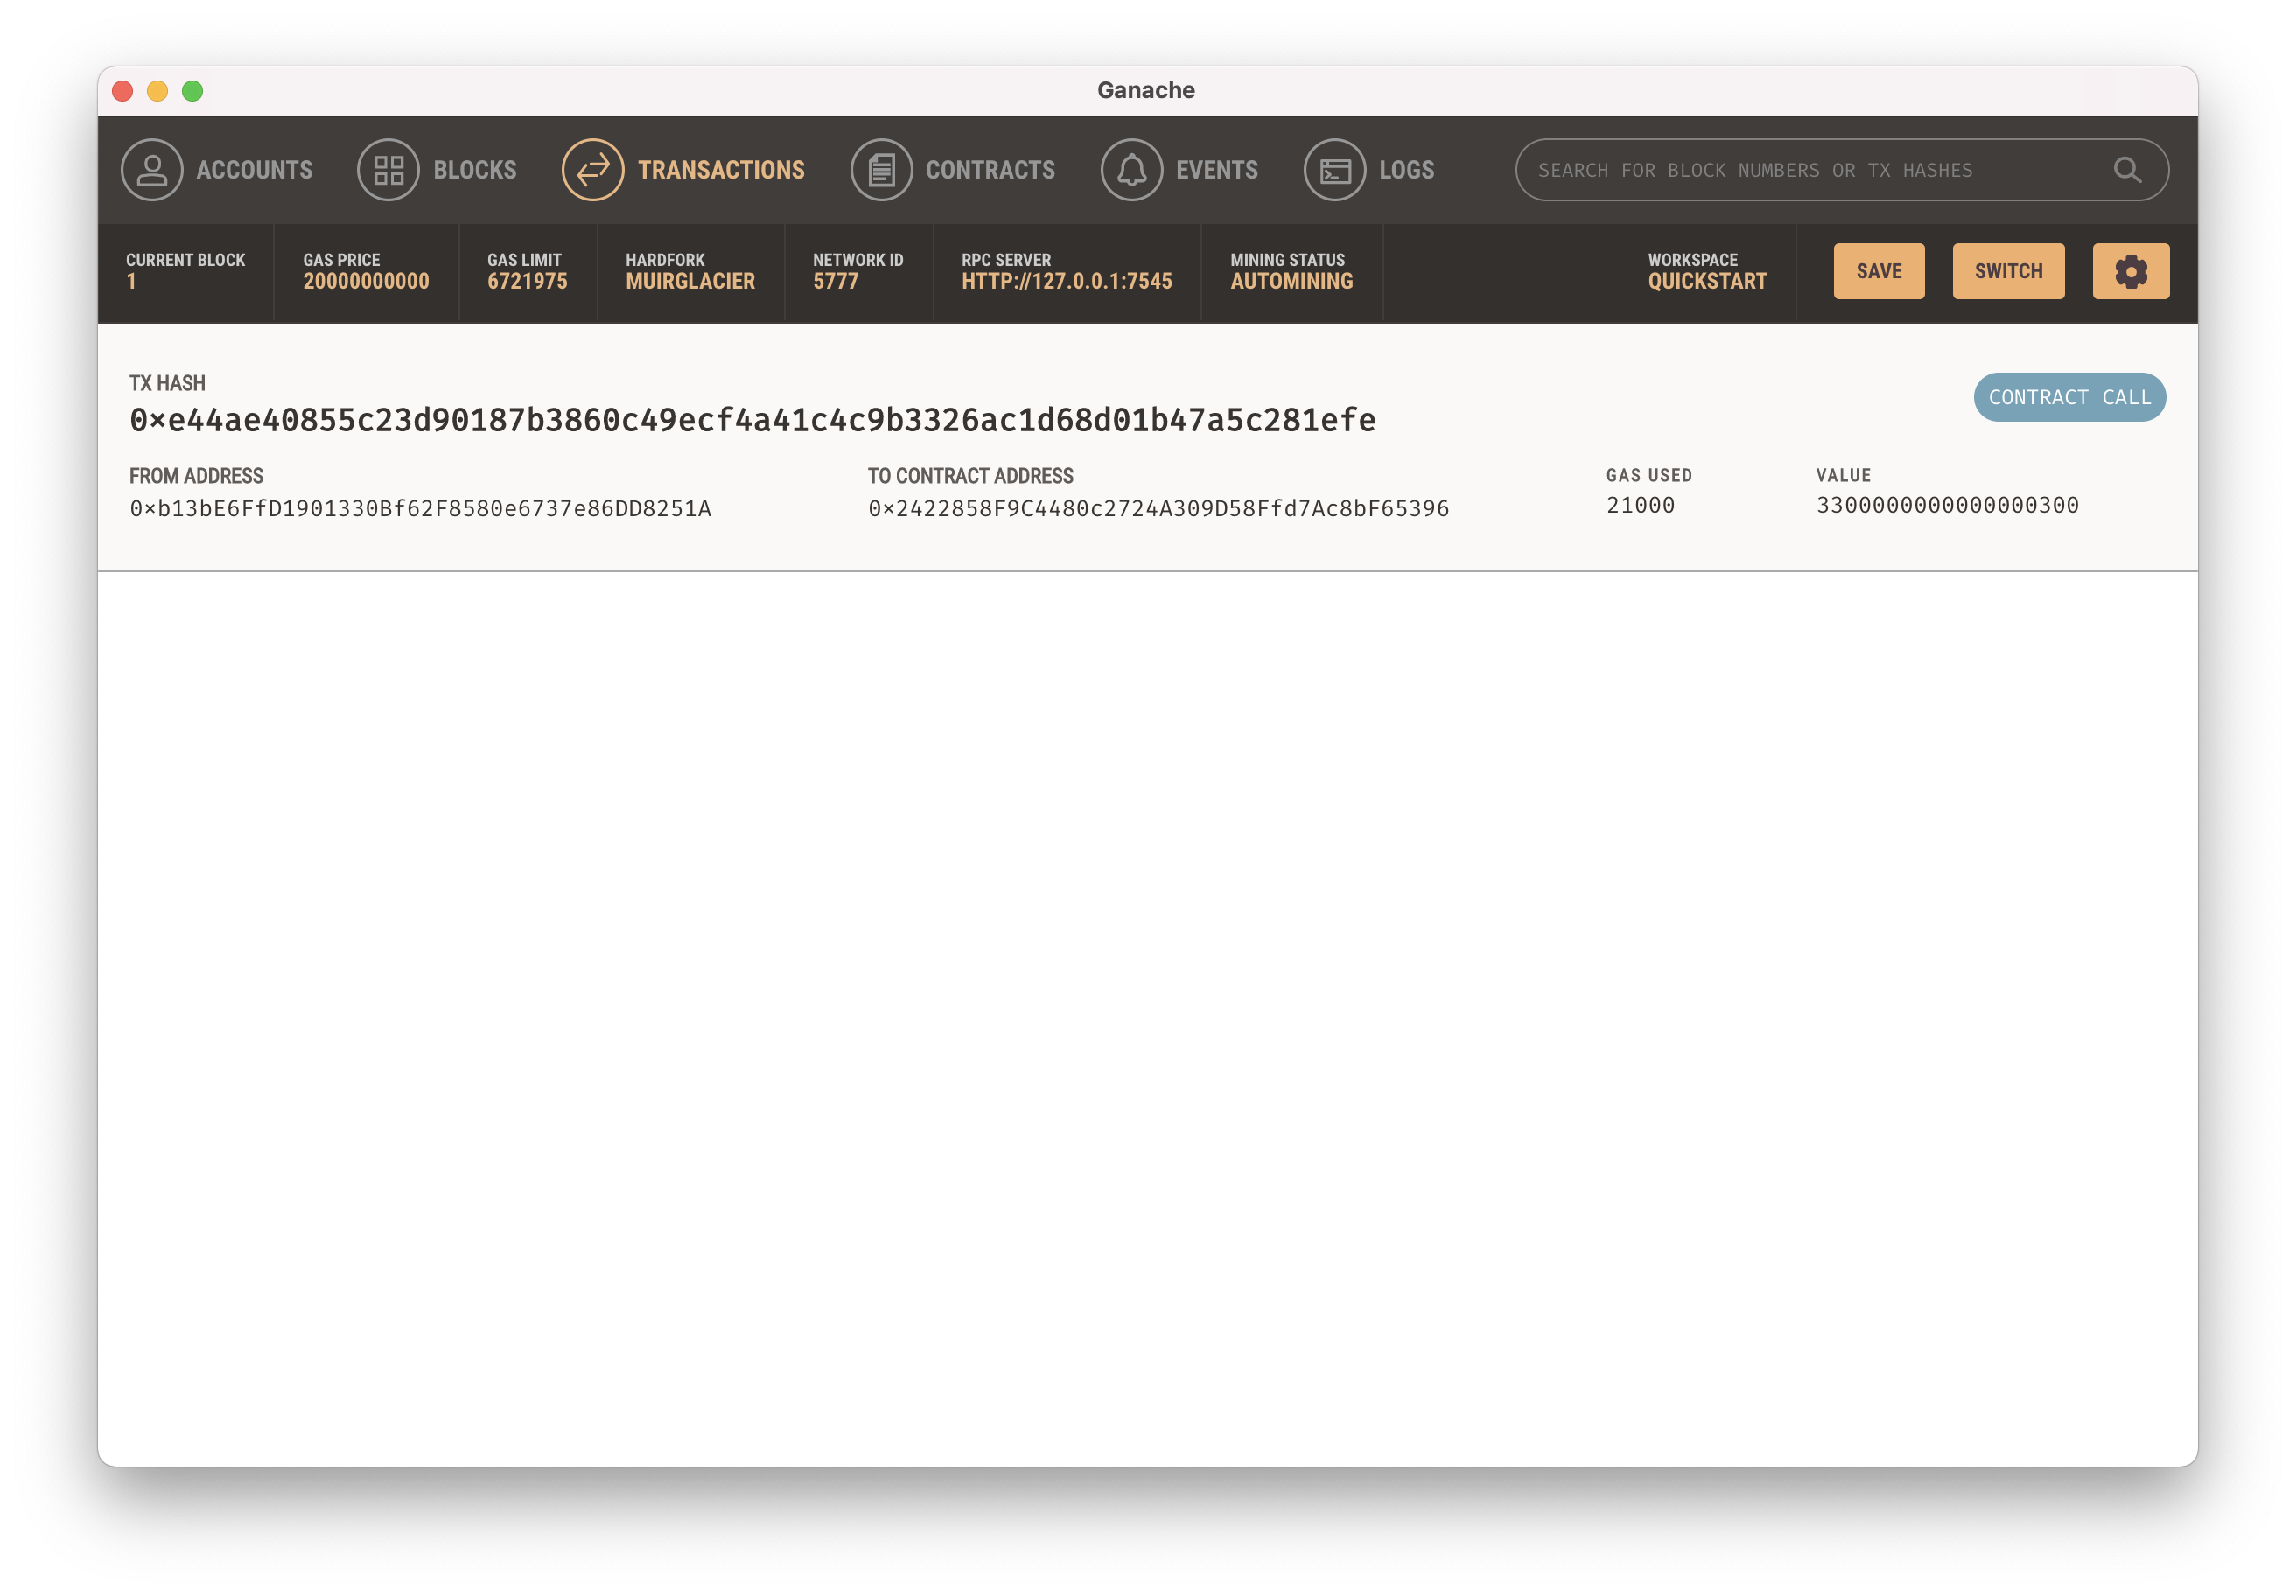 Ganache
ACCOUNTS BLOCKS TRANSACTIONS CONTRACTS EVENTS LOGS SEARCH FOR BLOCK NUMBERS OR TX HASHES
CURRENT BLOCK GAS PRICE GAS LIMIT HARDFORK NETWORK ID RPC SERVER MINING STATUS WORKSPACE
1 20000000000 6721975 MUIRGLACIER 5777 HTTP://127.0.0.1:7545 AUTOMINING QUICKSTART SAVE SWITCH
TX HASH
0×e44ae40855c23d90187b3860c49ecf4a41c4c9b3326ac1d68d01b47a5c281efe CONTRACT CALL
FROM ADDRESS TO CONTRACT ADDRESS GAS USED VALUE
0×b13bE6FfD1901330Bf62F8580e6737e86DD8251A 0×2422858F9C4480c2724A309D58Ffd7Ac8bF65396 21000 3300000000000000300